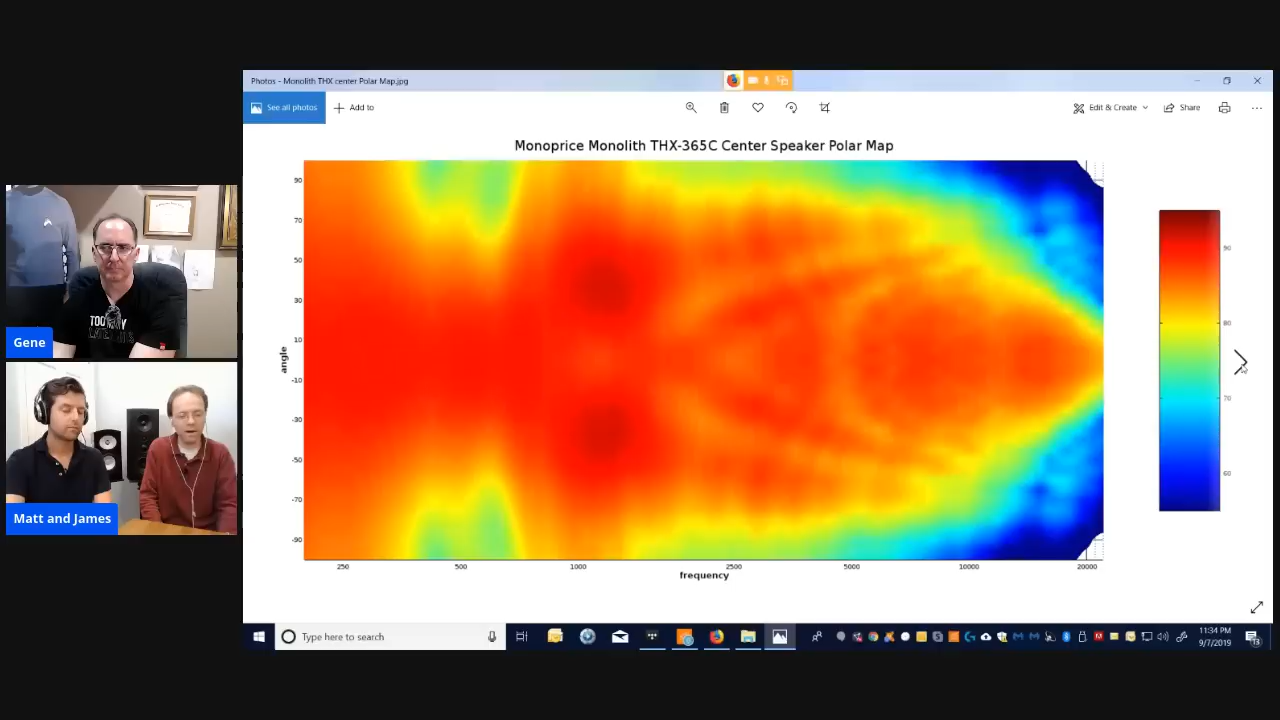 Photos - Monolith THX center Polar Map.jpg
See all photos
Add to
Edit & Create
Share
Monoprice Monolith THX-365C Center Speaker Polar Map
90
70
50
30
10
-10
-30
-50
-70
-90
angle
250
500
1000
2500
5000
10000
20000
frequency
90
80
70
60
Gene
Matt and James
Type here to search
11:34 PM
9/7/2019